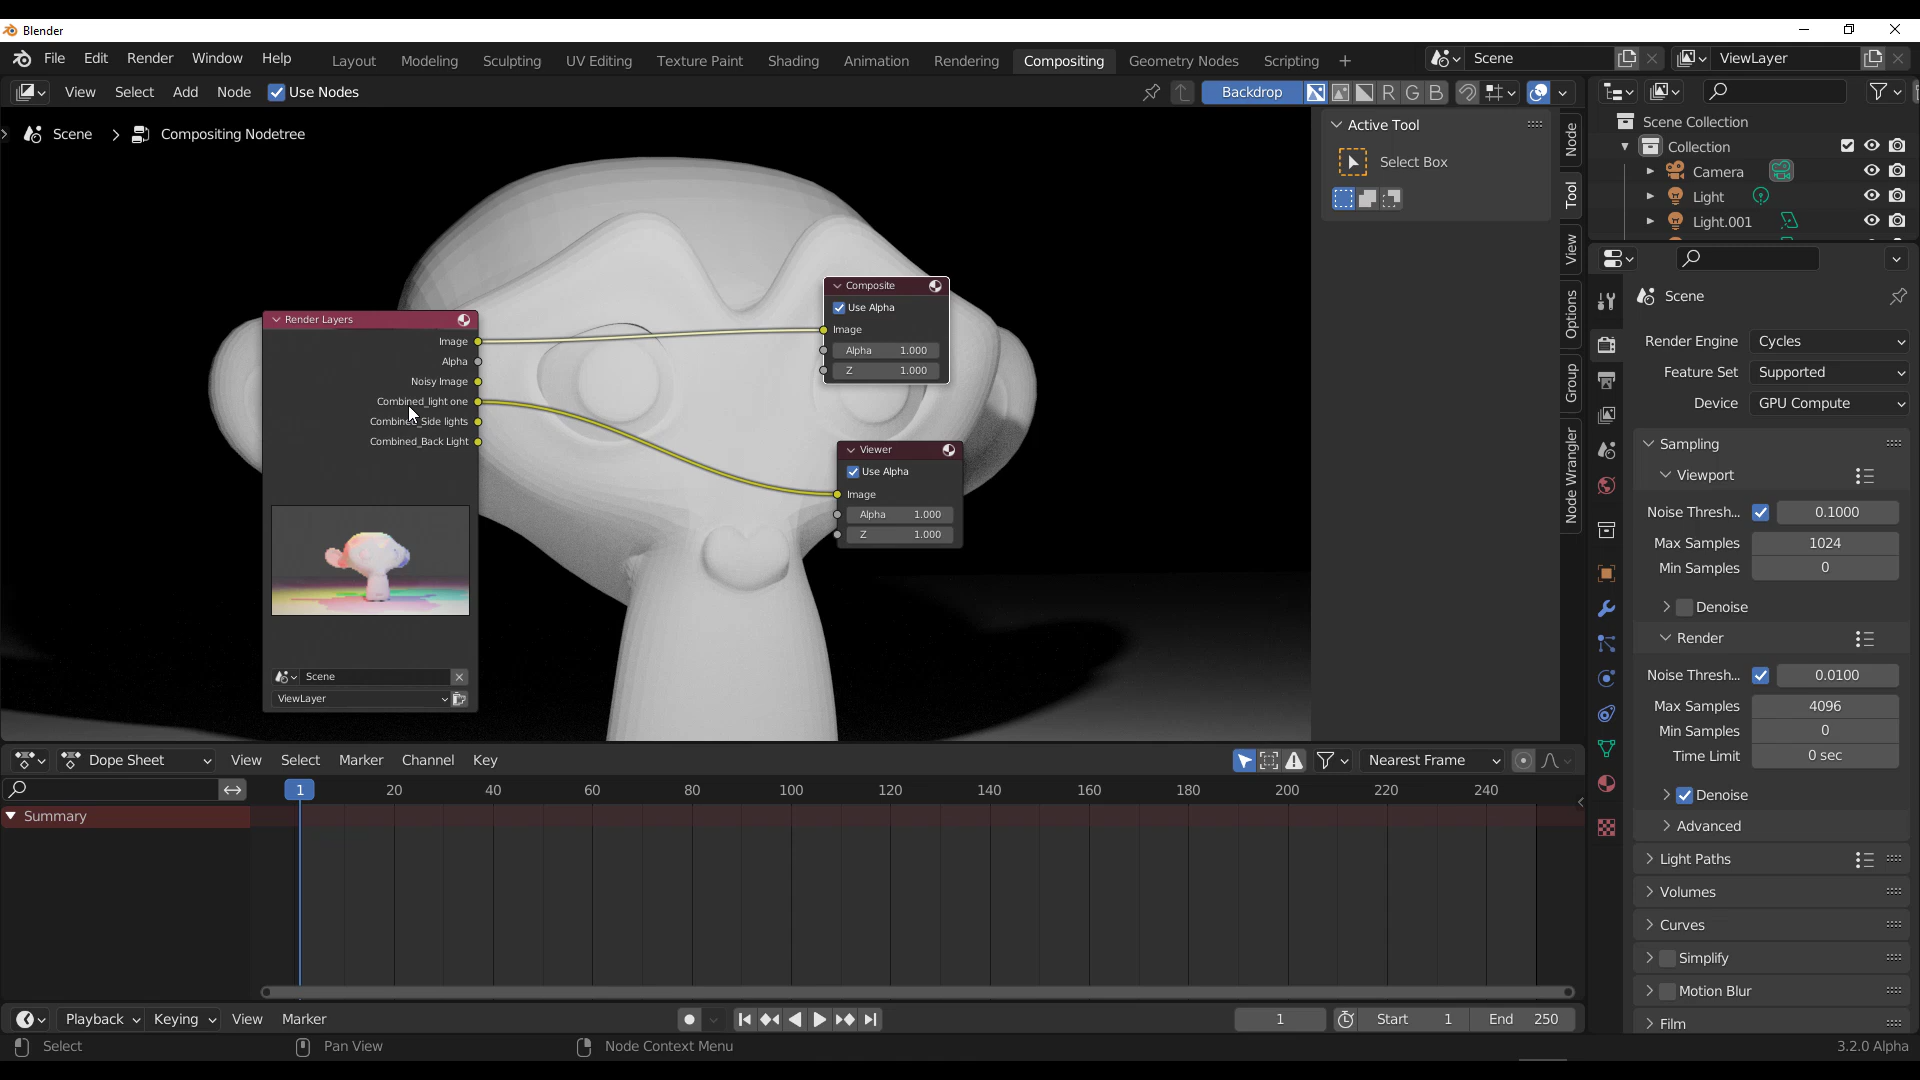 Blender
File Edit Render Window Help Layout Modeling Sculpting UV Editing Texture Paint Shading Animation Rendering Compositing Geometry Nodes Scripting + Scene ViewLayer
View Select Add Node Use Nodes Backdrop R G B
Scene > Compositing Nodetree
Active Tool
Select Box
Node
Tool
View
Options
Group
Node Wrangler
Render Layers
Image
Alpha
Noisy Image
Combined_light one
Combined_Side lights
Combined_Back Light
Scene
ViewLayer
Composite
Use Alpha
Image
Alpha 1.000
Z 1.000
Viewer
Use Alpha
Image
Alpha 1.000
Z 1.000
Scene Collection
Collection
Camera
Light
Light.001
Scene
Render Engine Cycles
Feature Set Supported
Device GPU Compute
Sampling
Viewport
Noise Thresh... 0.1000
Max Samples 1024
Min Samples 0
Denoise
Render
Noise Thresh... 0.0100
Max Samples 4096
Min Samples 0
Time Limit 0 sec
Denoise
Advanced
Light Paths
Volumes
Curves
Simplify
Motion Blur
Film
Dope Sheet View Select Marker Channel Key Nearest Frame
1 20 40 60 80 100 120 140 160 180 200 220 240
Summary
Playback Keying View Marker 1 Start 1 End 250
Select Pan View Node Context Menu 3.2.0 Alpha